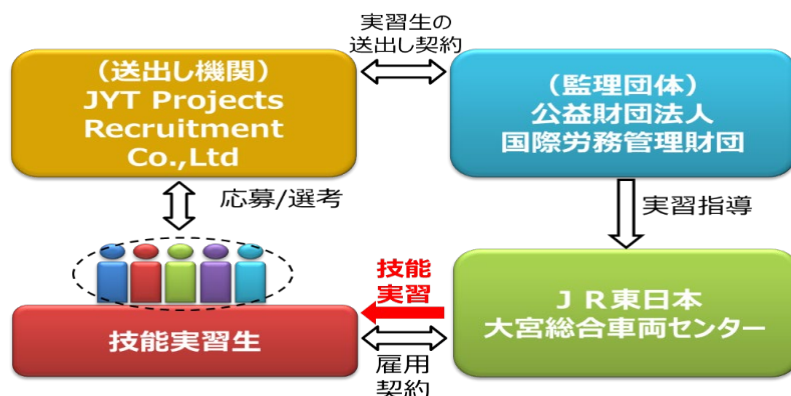 実習生の
送出し契約
（送出し機関）
JYT Projects
Recruitment
Co.,Ltd
（監理団体）
公益財団法人
国際労務管理財団
応募/選考
実習指導
技能
実習
ＪＲ東日本
大宮総合車両センター
技能実習生
雇用
契約